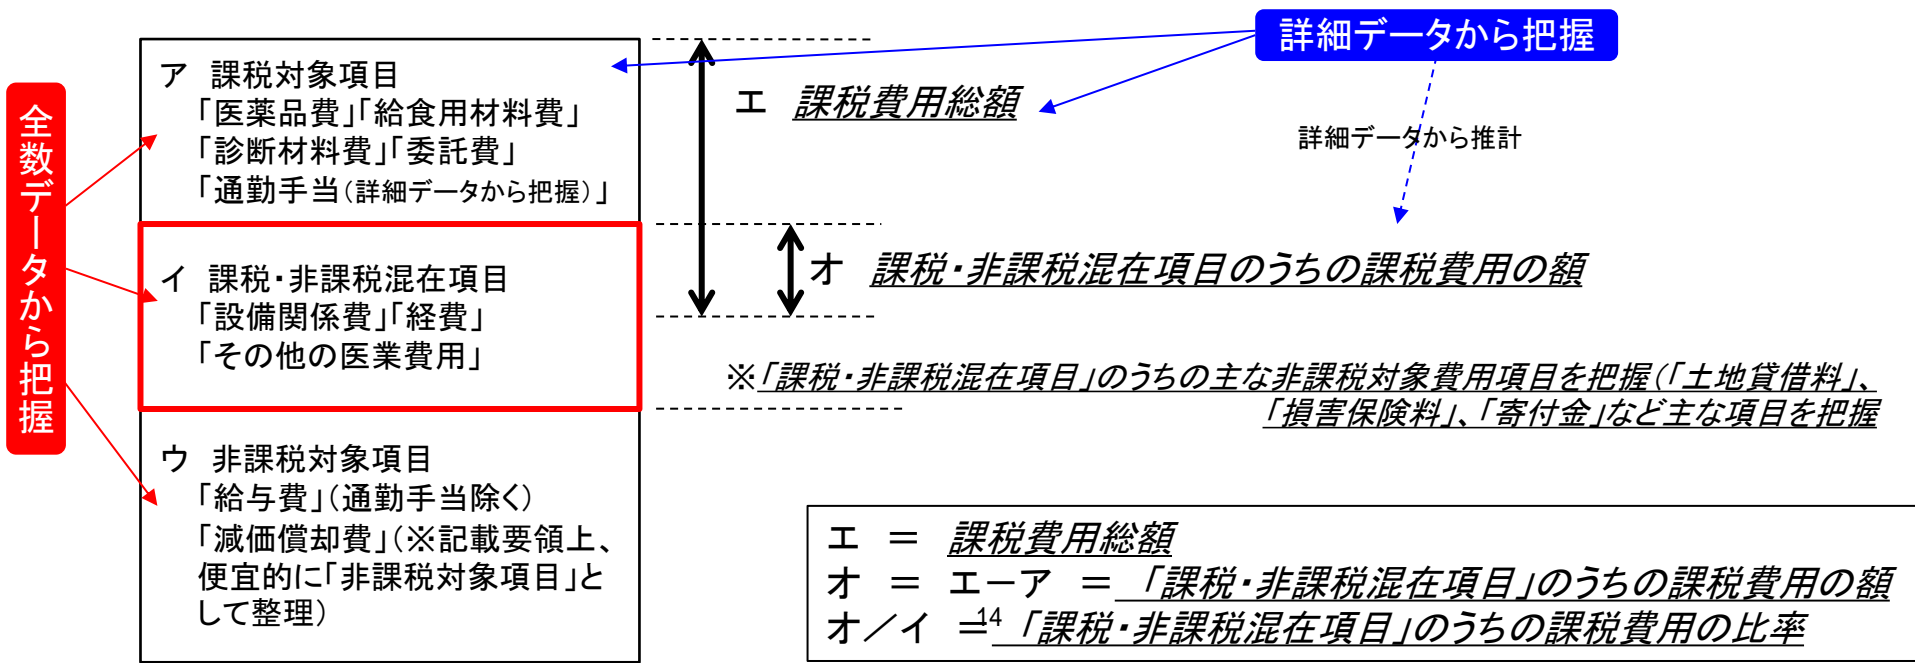 詳細データから把握
全数データから把握
ア　課税対象項目
「医薬品費」「給食用材料費」
「診断材料費」「委託費」
「通勤手当（詳細データから把握）」
エ　課税費用総額
詳細データから推計
イ　課税・非課税混在項目
「設備関係費」「経費」
「その他の医業費用」
オ　課税・非課税混在項目のうちの課税費用の額
※「課税・非課税混在項目」のうちの主な非課税対象費用項目を把握（「土地貸借料」、
「損害保険料」、「寄付金」など主な項目を把握
ウ　非課税対象項目
「給与費」（通勤手当除く）
「減価償却費」（※記載要領上、
便宜的に「非課税対象項目」と
して整理）
エ　＝　課税費用総額
オ　＝　エーア　＝　「課税・非課税混在項目」のうちの課税費用の額
オ／イ　＝　「課税・非課税混在項目」のうちの課税費用の比率
14